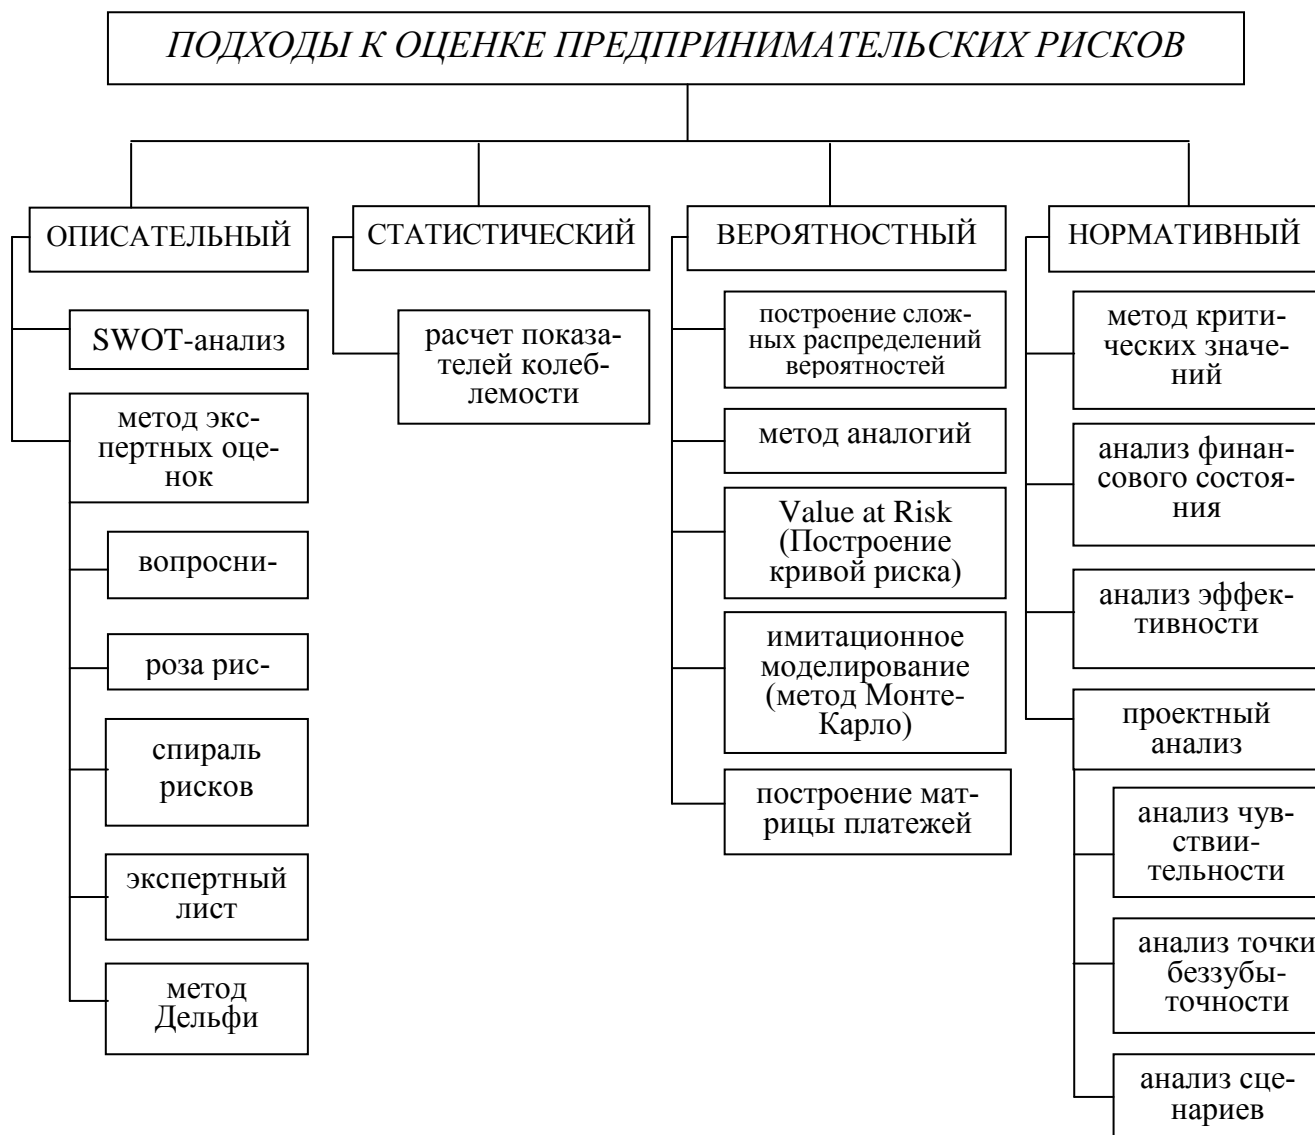 ПОДХОДЫ К ОЦЕНКЕ ПРЕДПРИНИМАТЕЛЬСКИХ РИСКОВ
ОПИСАТЕЛЬНЫЙ
SWOT-анализ
метод экс-
пертных оце-
нок
вопросни-
роза рис-
спираль
рисков
экспертный
лист
метод
Дельфи
СТАТИСТИЧЕСКИЙ
расчет показа-
телей колеб-
лемости
ВЕРОЯТНОСТНЫЙ
построение слож-
ных распределений
вероятностей
метод аналогий
Value at Risk
(Построение
кривой риска)
имитационное
моделирование
(метод Монте-
Карло)
построение мат-
рицы платежей
НОРМАТИВНЫЙ
метод крити-
ческих значе-
ний
анализ финан-
сового состоя-
ния
анализ эффек-
тивности
проектный
анализ
анализ чув-
ствии-
тельности
анализ точки
беззубы-
точности
анализ сце-
нариев